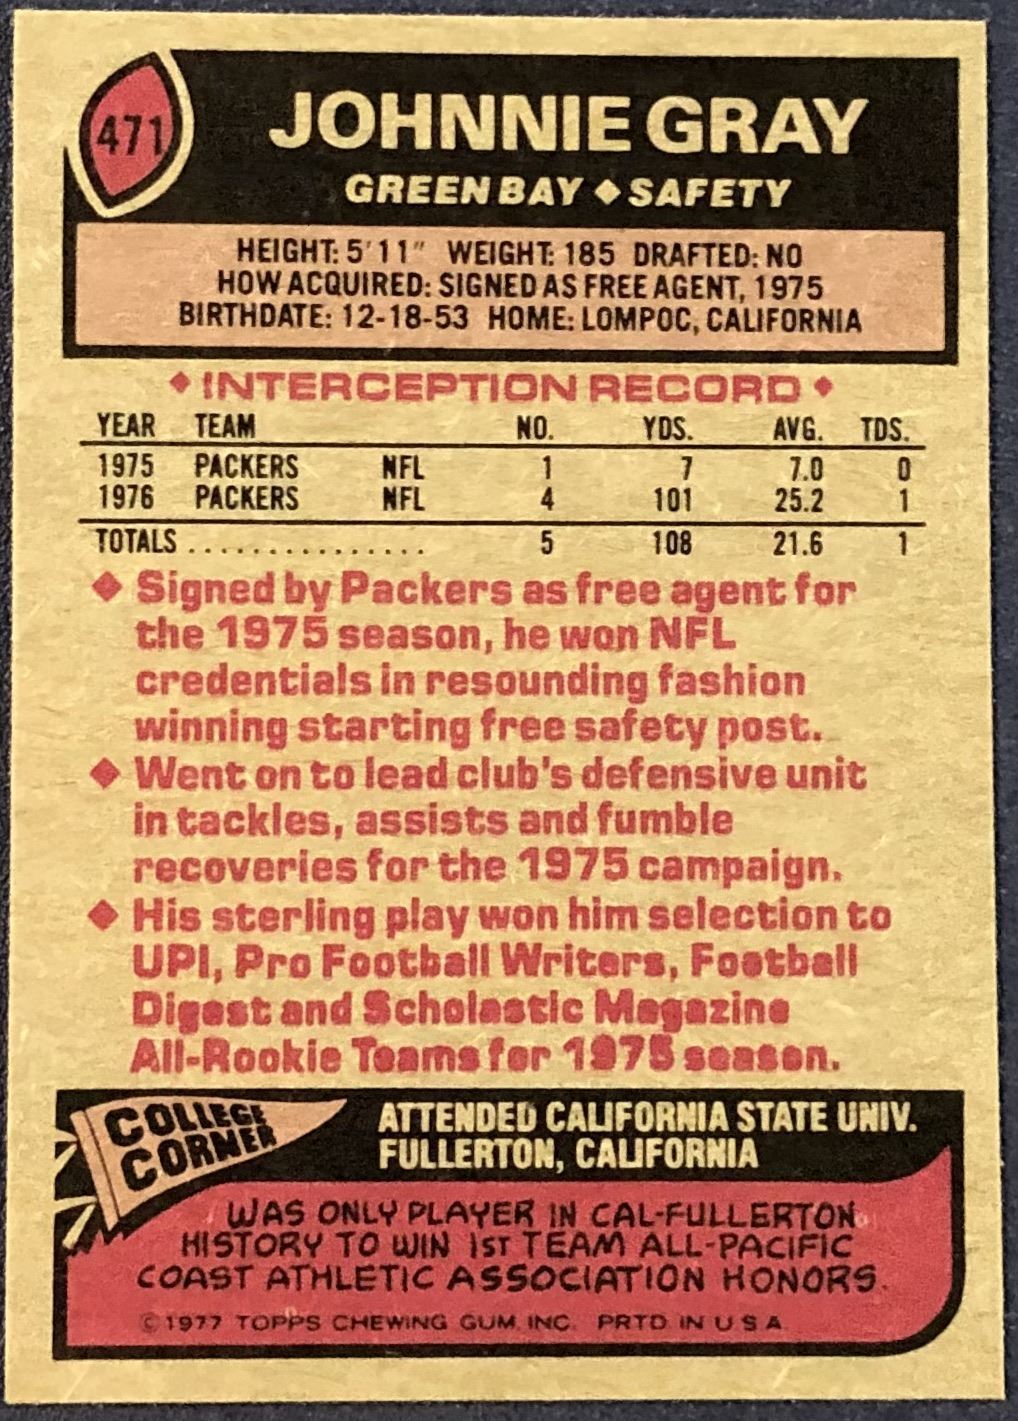 471
JOHNNIE GRAY
GREEN BAY ♦ SAFETY
HEIGHT: 5'11" WEIGHT: 185 DRAFTED: NO
HOW ACQUIRED: SIGNED AS FREE AGENT, 1975
BIRTHDATE: 12-18-53 HOME: LOMPOC, CALIFORNIA
♦ INTERCEPTION RECORD ♦
YEAR TEAM NO. YDS. AVG. TDS.
1975 PACKERS NFL 1 7 7.0 0
1976 PACKERS NFL 4 101 25.2 1
TOTALS ................ 5 108 21.6 1
♦ Signed by Packers as free agent for
the 1975 season, he won NFL
credentials in resounding fashion
winning starting free safety post.
♦ Went on to lead club's defensive unit
in tackles, assists and fumble
recoveries for the 1975 campaign.
♦ His sterling play won him selection to
UPI, Pro Football Writers, Football
Digest and Scholastic Magazine
All-Rookie Teams for 1975 season.
COLLEGE
CORNER
ATTENDED CALIFORNIA STATE UNIV.
FULLERTON, CALIFORNIA
WAS ONLY PLAYER IN CAL-FULLERTON
HISTORY TO WIN 1ST TEAM ALL-PACIFIC
COAST ATHLETIC ASSOCIATION HONORS.
© 1977 TOPPS CHEWING GUM, INC. PRTD. IN U.S.A.